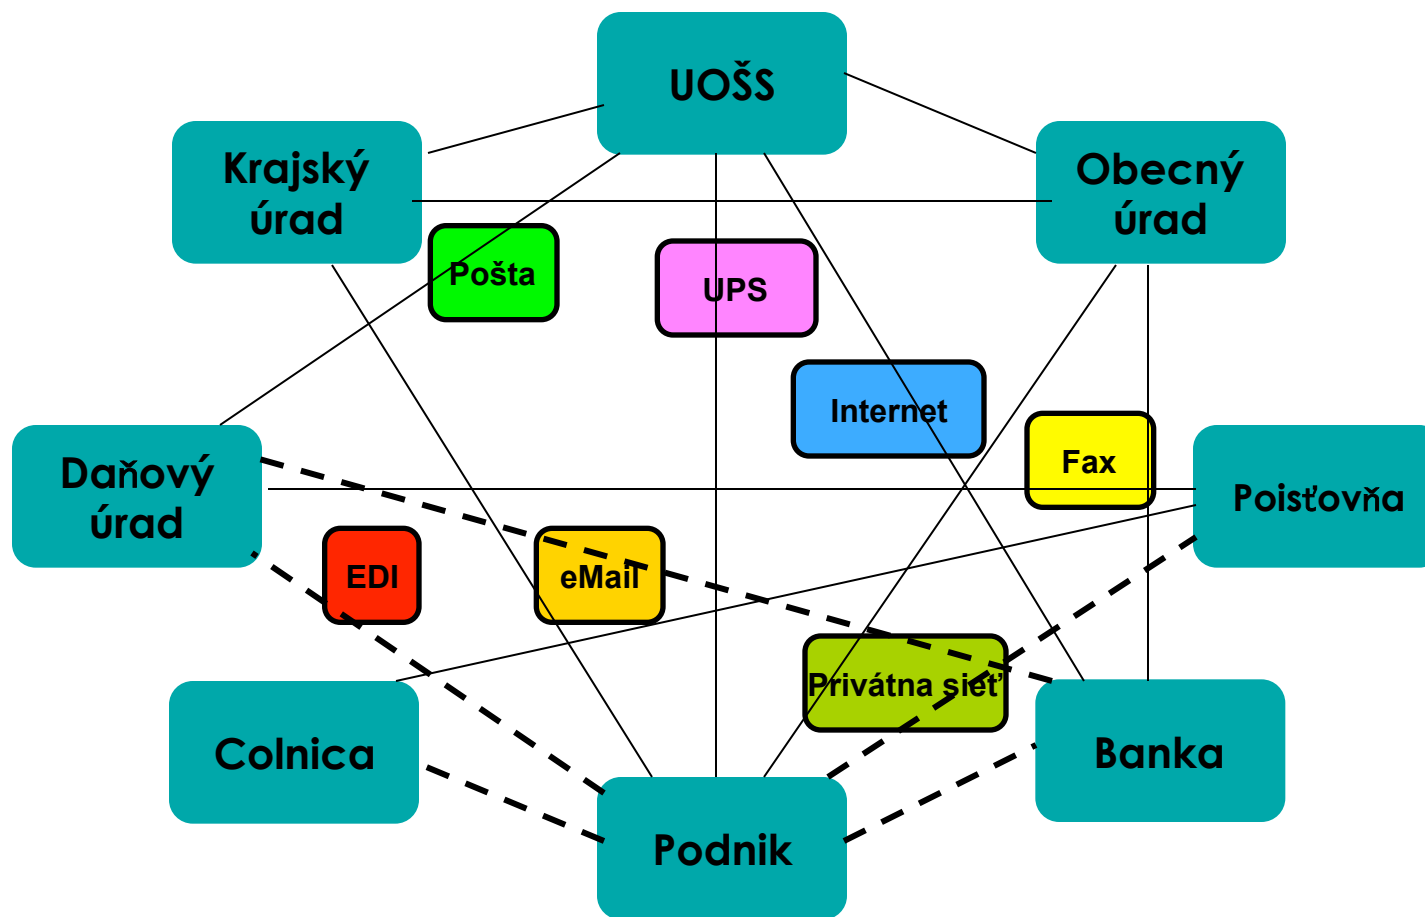 UOŠS
Krajský
úrad
Obecný
úrad
Pošta
UPS
Internet
Fax
Daňový
úrad
Poisťovňa
EDI
eMail
Privátna sieť
Colnica
Banka
Podnik